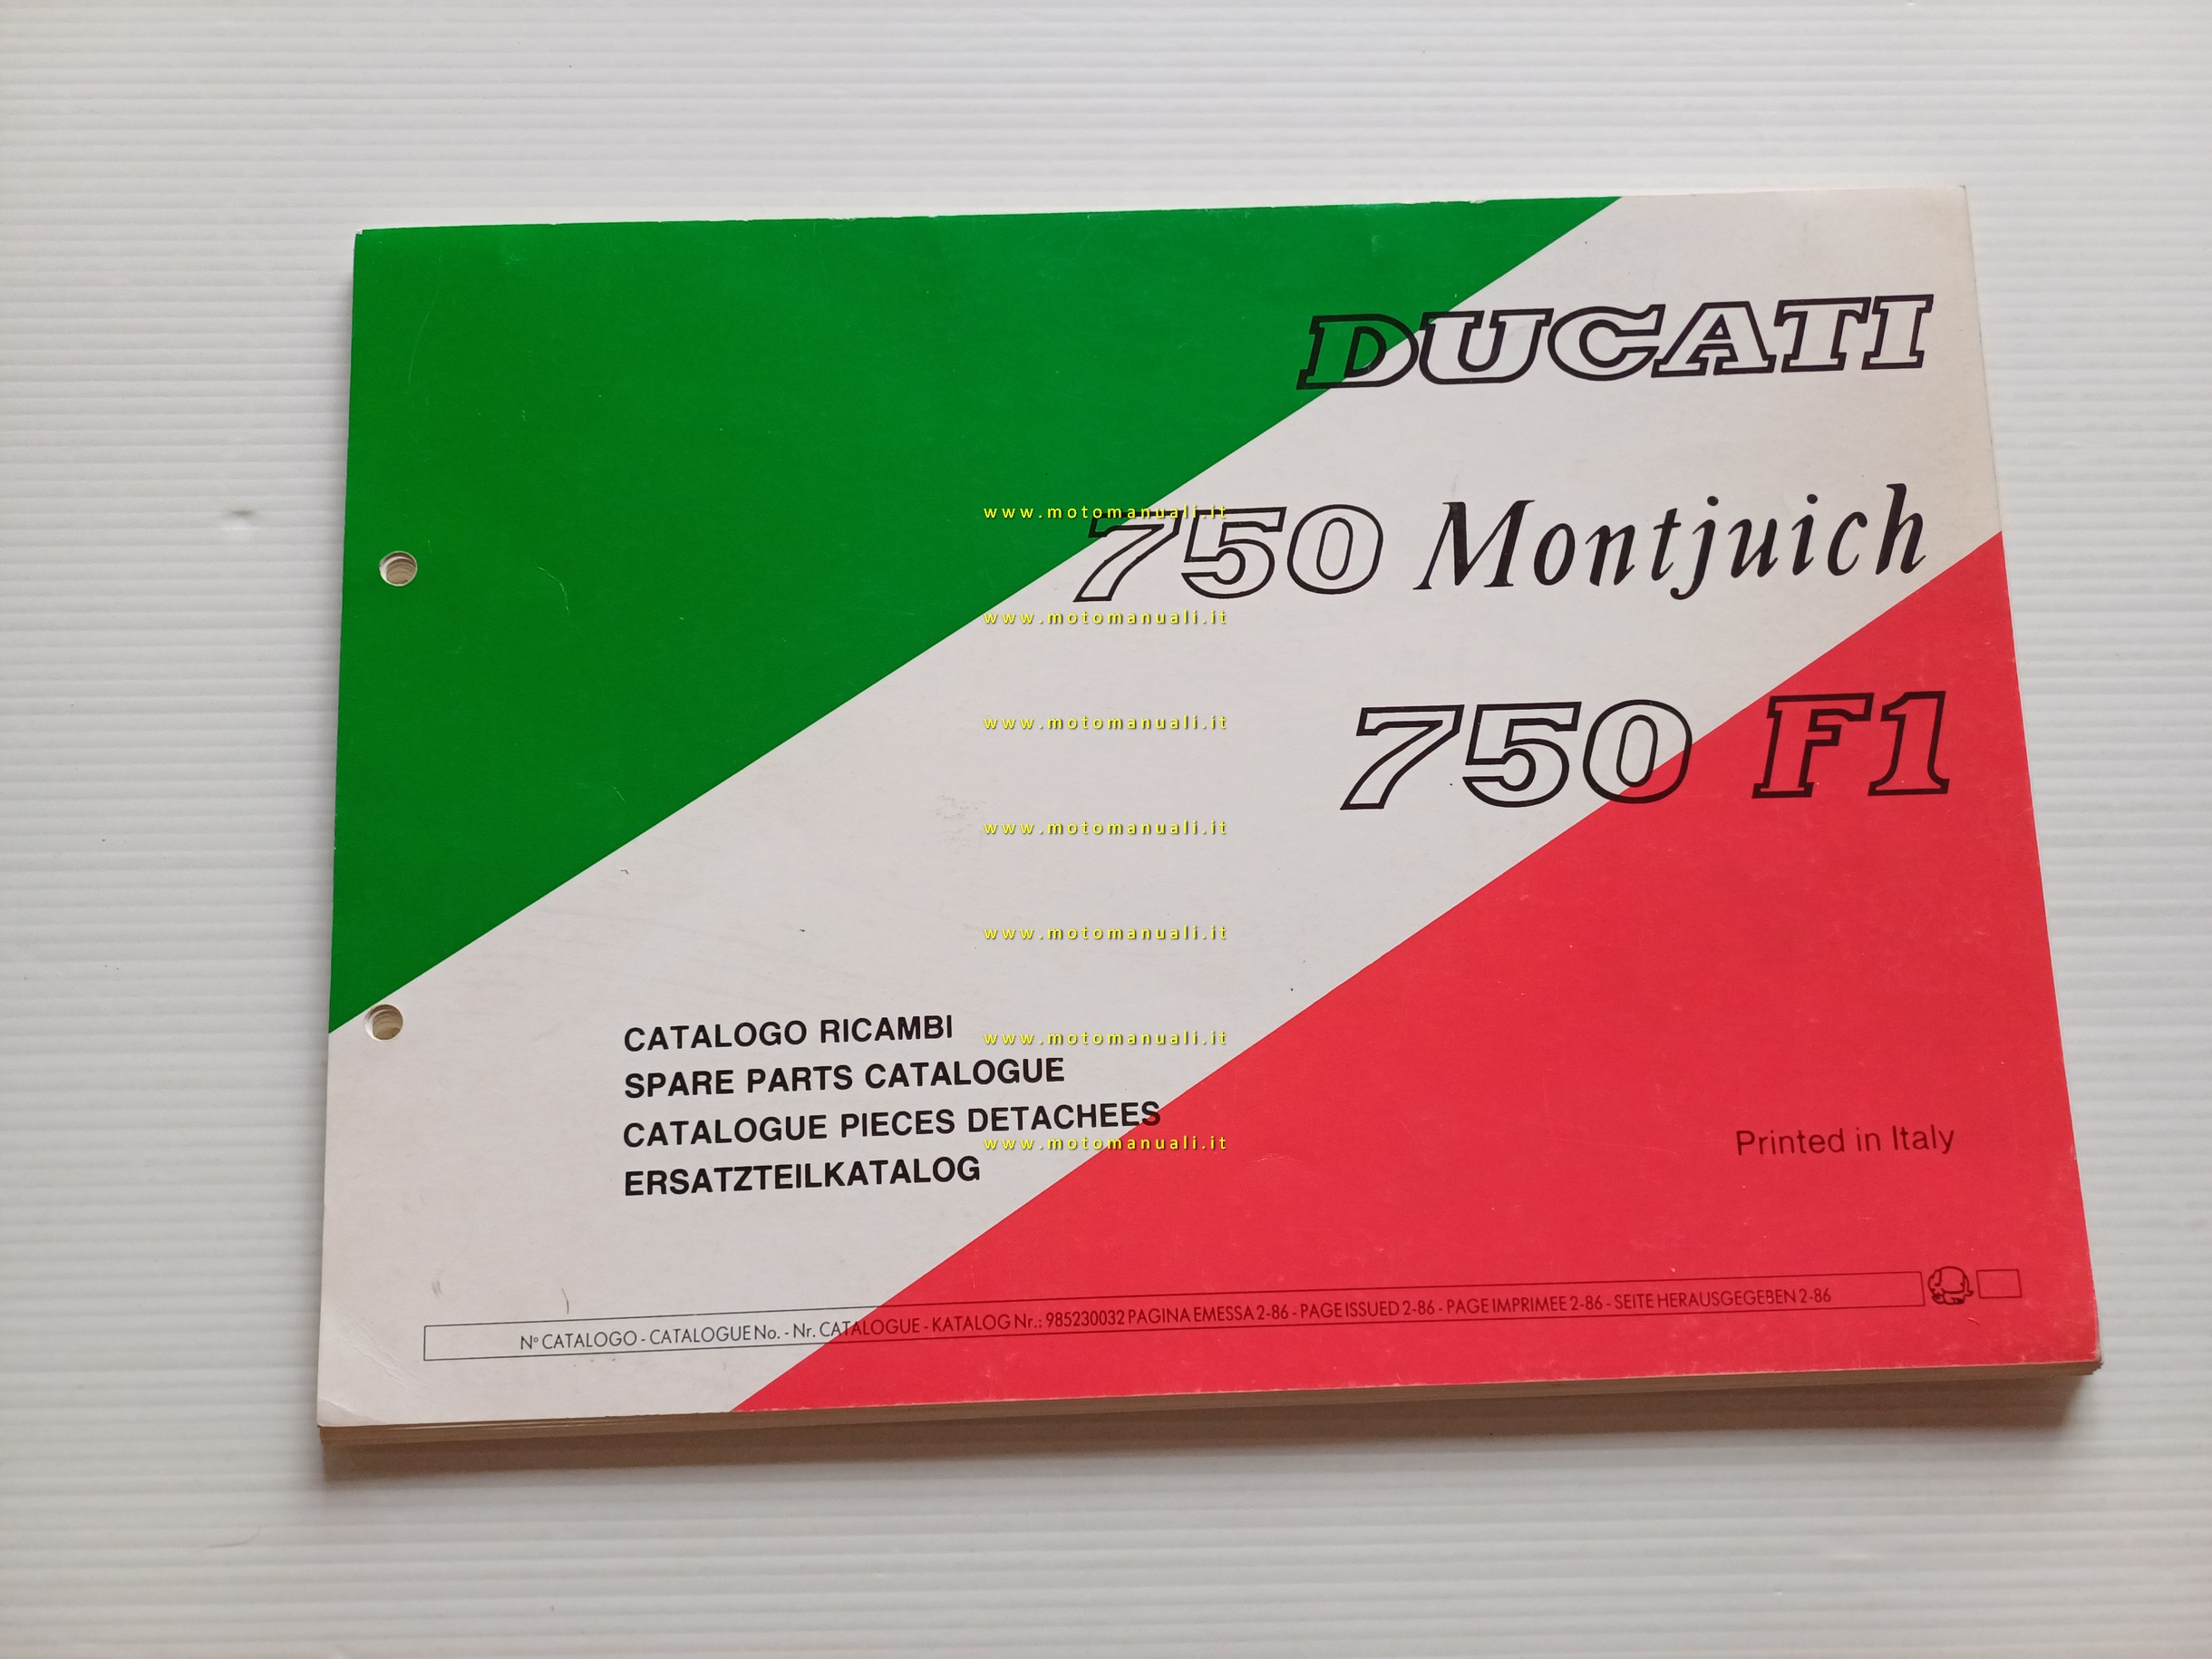 DUCATI
www.motomanuali.it
750 Montjuich
www.motomanuali.it
www.motomanuali.it
750 F1
www.motomanuali.it
www.motomanuali.it
CATALOGO RICAMBI
www.motomanuali.it
SPARE PARTS CATALOGUE
CATALOGUE PIECES DETACHEES
www.motomanuali.it
ERSATZTEILKATALOG
Printed in Italy
Nº CATALOGO - CATALOGUE No. - Nr. CATALOGUE - KATALOG Nr.: 985230032 PAGINA EMESSA 2-86 - PAGE ISSUED 2-86 - PAGE IMPRIMEE 2-86 - SEITE HERAUSGEGEBEN 2-86